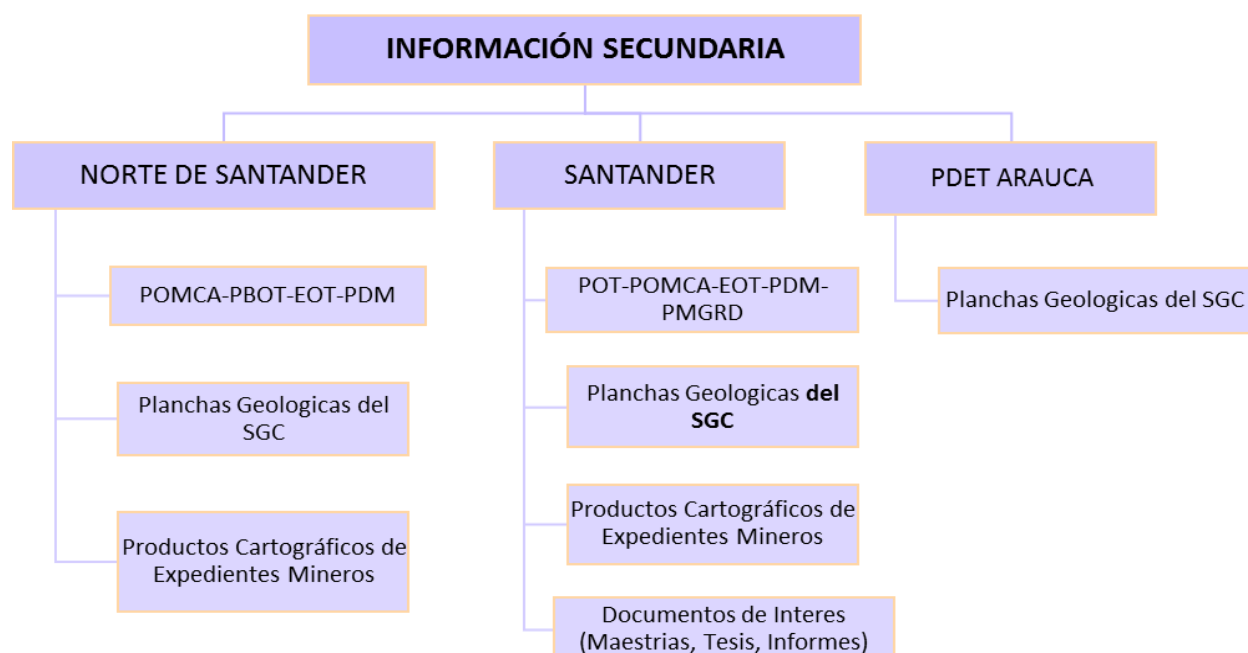 INFORMACIÓN SECUNDARIA
NORTE DE SANTANDER
POMCA-PBOT-EOT-PDM
Planchas Geologicas del
SGC
Productos Cartográficos de
Expedientes Mineros
SANTANDER
POT-POMCA-EOT-PDM-
PMGRD
Planchas Geologicas del
SGC
Productos Cartográficos de
Expedientes Mineros
Documentos de Interes
(Maestrias, Tesis, Informes)
PDET ARAUCA
Planchas Geologicas del SGC